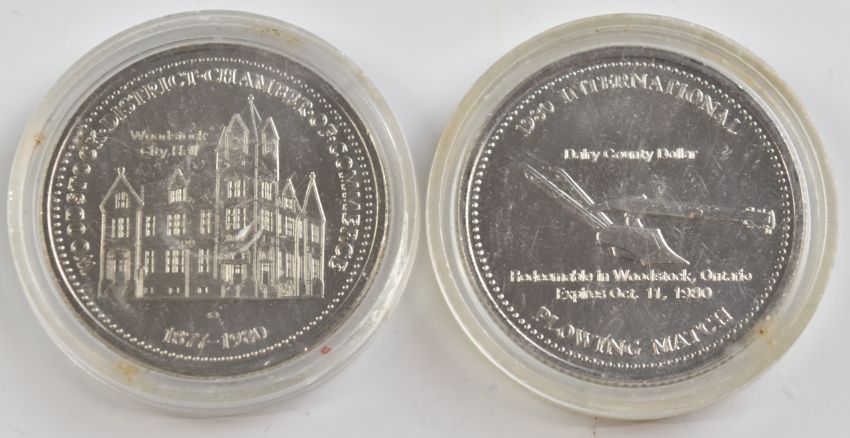 WOODSTOCK·DISTRICT·CHAMBER·OF·COMMERCE
Woodstock
City Hall
1877-1980
1980 INTERNATIONAL
Dairy County Dollar
Redeemable in Woodstock, Ontario
Expires Oct. 11, 1980
PLOWING MATCH